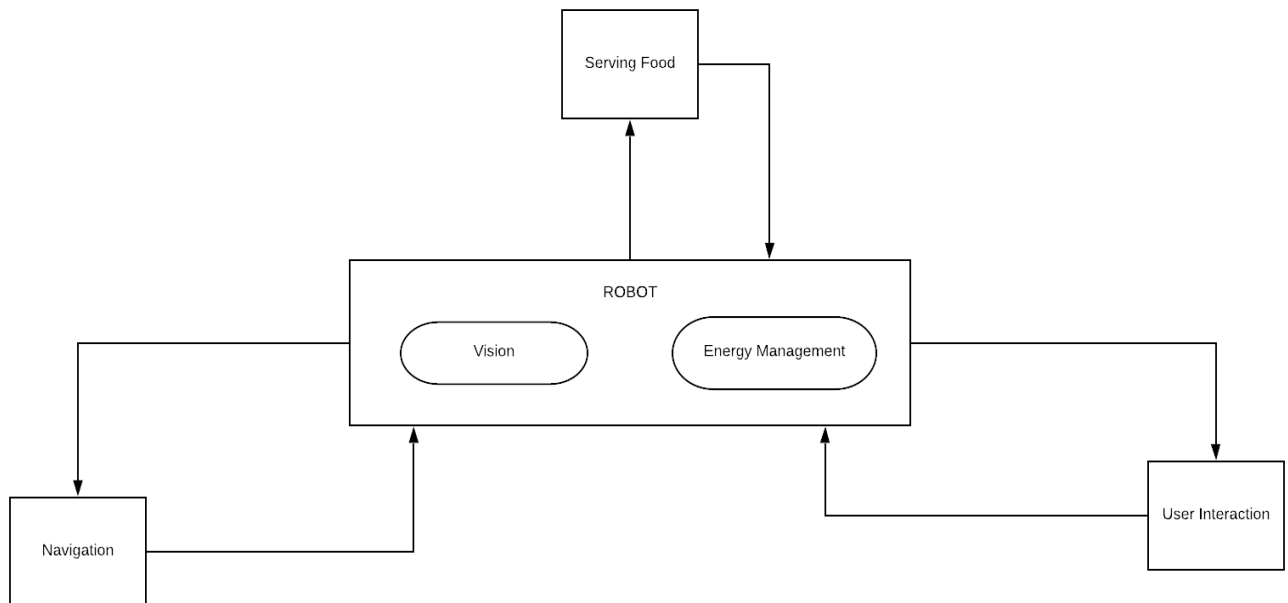 Serving Food
ROBOT
Vision
Energy Management
Navigation
User Interaction